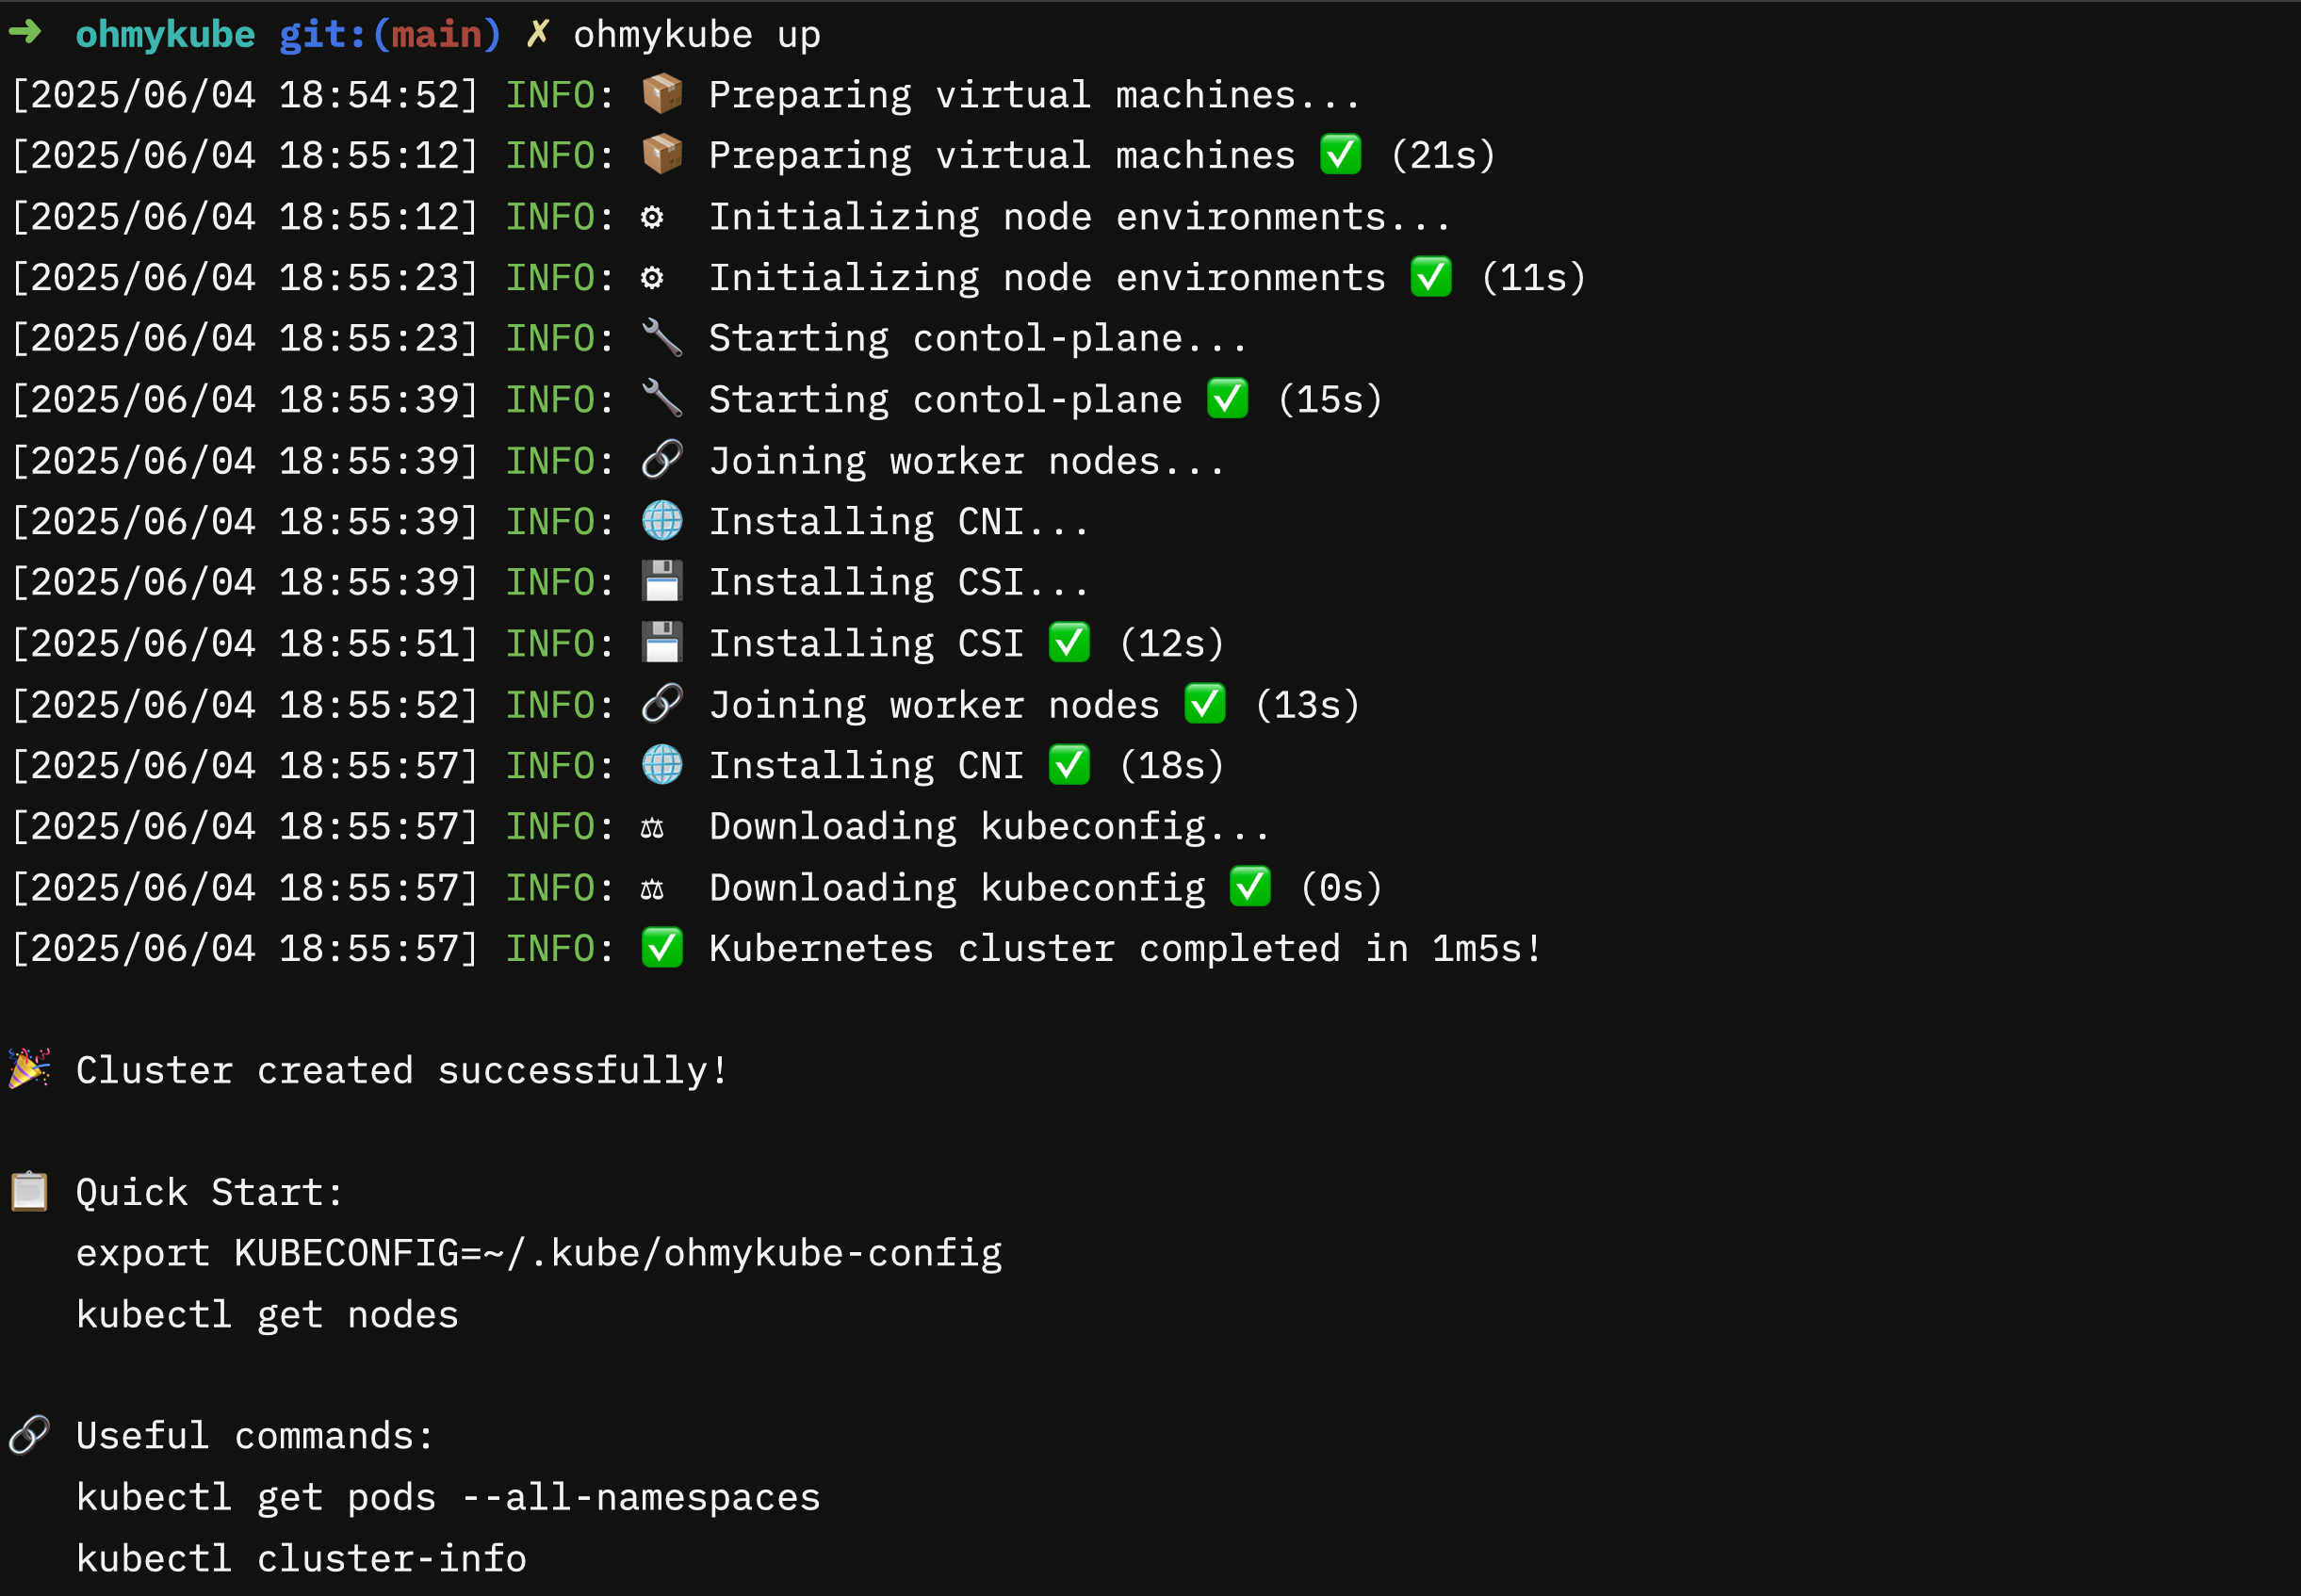 ➜ ohmykube git:(main) ✗ ohmykube up
[2025/06/04 18:54:52] INFO: 📦 Preparing virtual machines...
[2025/06/04 18:55:12] INFO: 📦 Preparing virtual machines ✅ (21s)
[2025/06/04 18:55:12] INFO: ⚙ Initializing node environments...
[2025/06/04 18:55:23] INFO: ⚙ Initializing node environments ✅ (11s)
[2025/06/04 18:55:23] INFO: 🔧 Starting contol-plane...
[2025/06/04 18:55:39] INFO: 🔧 Starting contol-plane ✅ (15s)
[2025/06/04 18:55:39] INFO: 🔗 Joining worker nodes...
[2025/06/04 18:55:39] INFO: 🌐 Installing CNI...
[2025/06/04 18:55:39] INFO: 💾 Installing CSI...
[2025/06/04 18:55:51] INFO: 💾 Installing CSI ✅ (12s)
[2025/06/04 18:55:52] INFO: 🔗 Joining worker nodes ✅ (13s)
[2025/06/04 18:55:57] INFO: 🌐 Installing CNI ✅ (18s)
[2025/06/04 18:55:57] INFO: ⚖ Downloading kubeconfig...
[2025/06/04 18:55:57] INFO: ⚖ Downloading kubeconfig ✅ (0s)
[2025/06/04 18:55:57] INFO: ✅ Kubernetes cluster completed in 1m5s!
🎉 Cluster created successfully!
📋 Quick Start:
export KUBECONFIG=~/.kube/ohmykube-config
kubectl get nodes
🔗 Useful commands:
kubectl get pods --all-namespaces
kubectl cluster-info